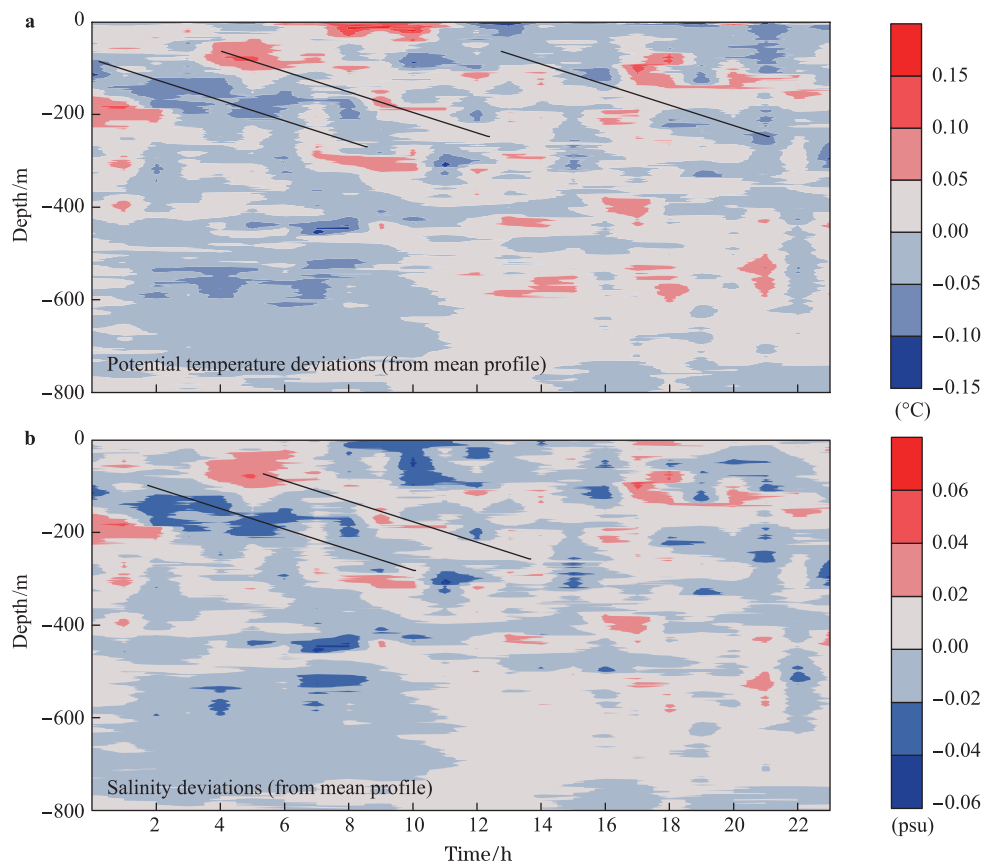 a
0
−200
−400
−600
−800
Depth/m
Potential temperature deviations (from mean profile)
0.15
0.10
0.05
0.00
−0.05
−0.10
−0.15
(°C)
b
0
−200
−400
−600
−800
Depth/m
Salinity deviations (from mean profile)
2 4 6 8 10 12 14 16 18 20 22
Time/h
0.06
0.04
0.02
0.00
−0.02
−0.04
−0.06
(psu)